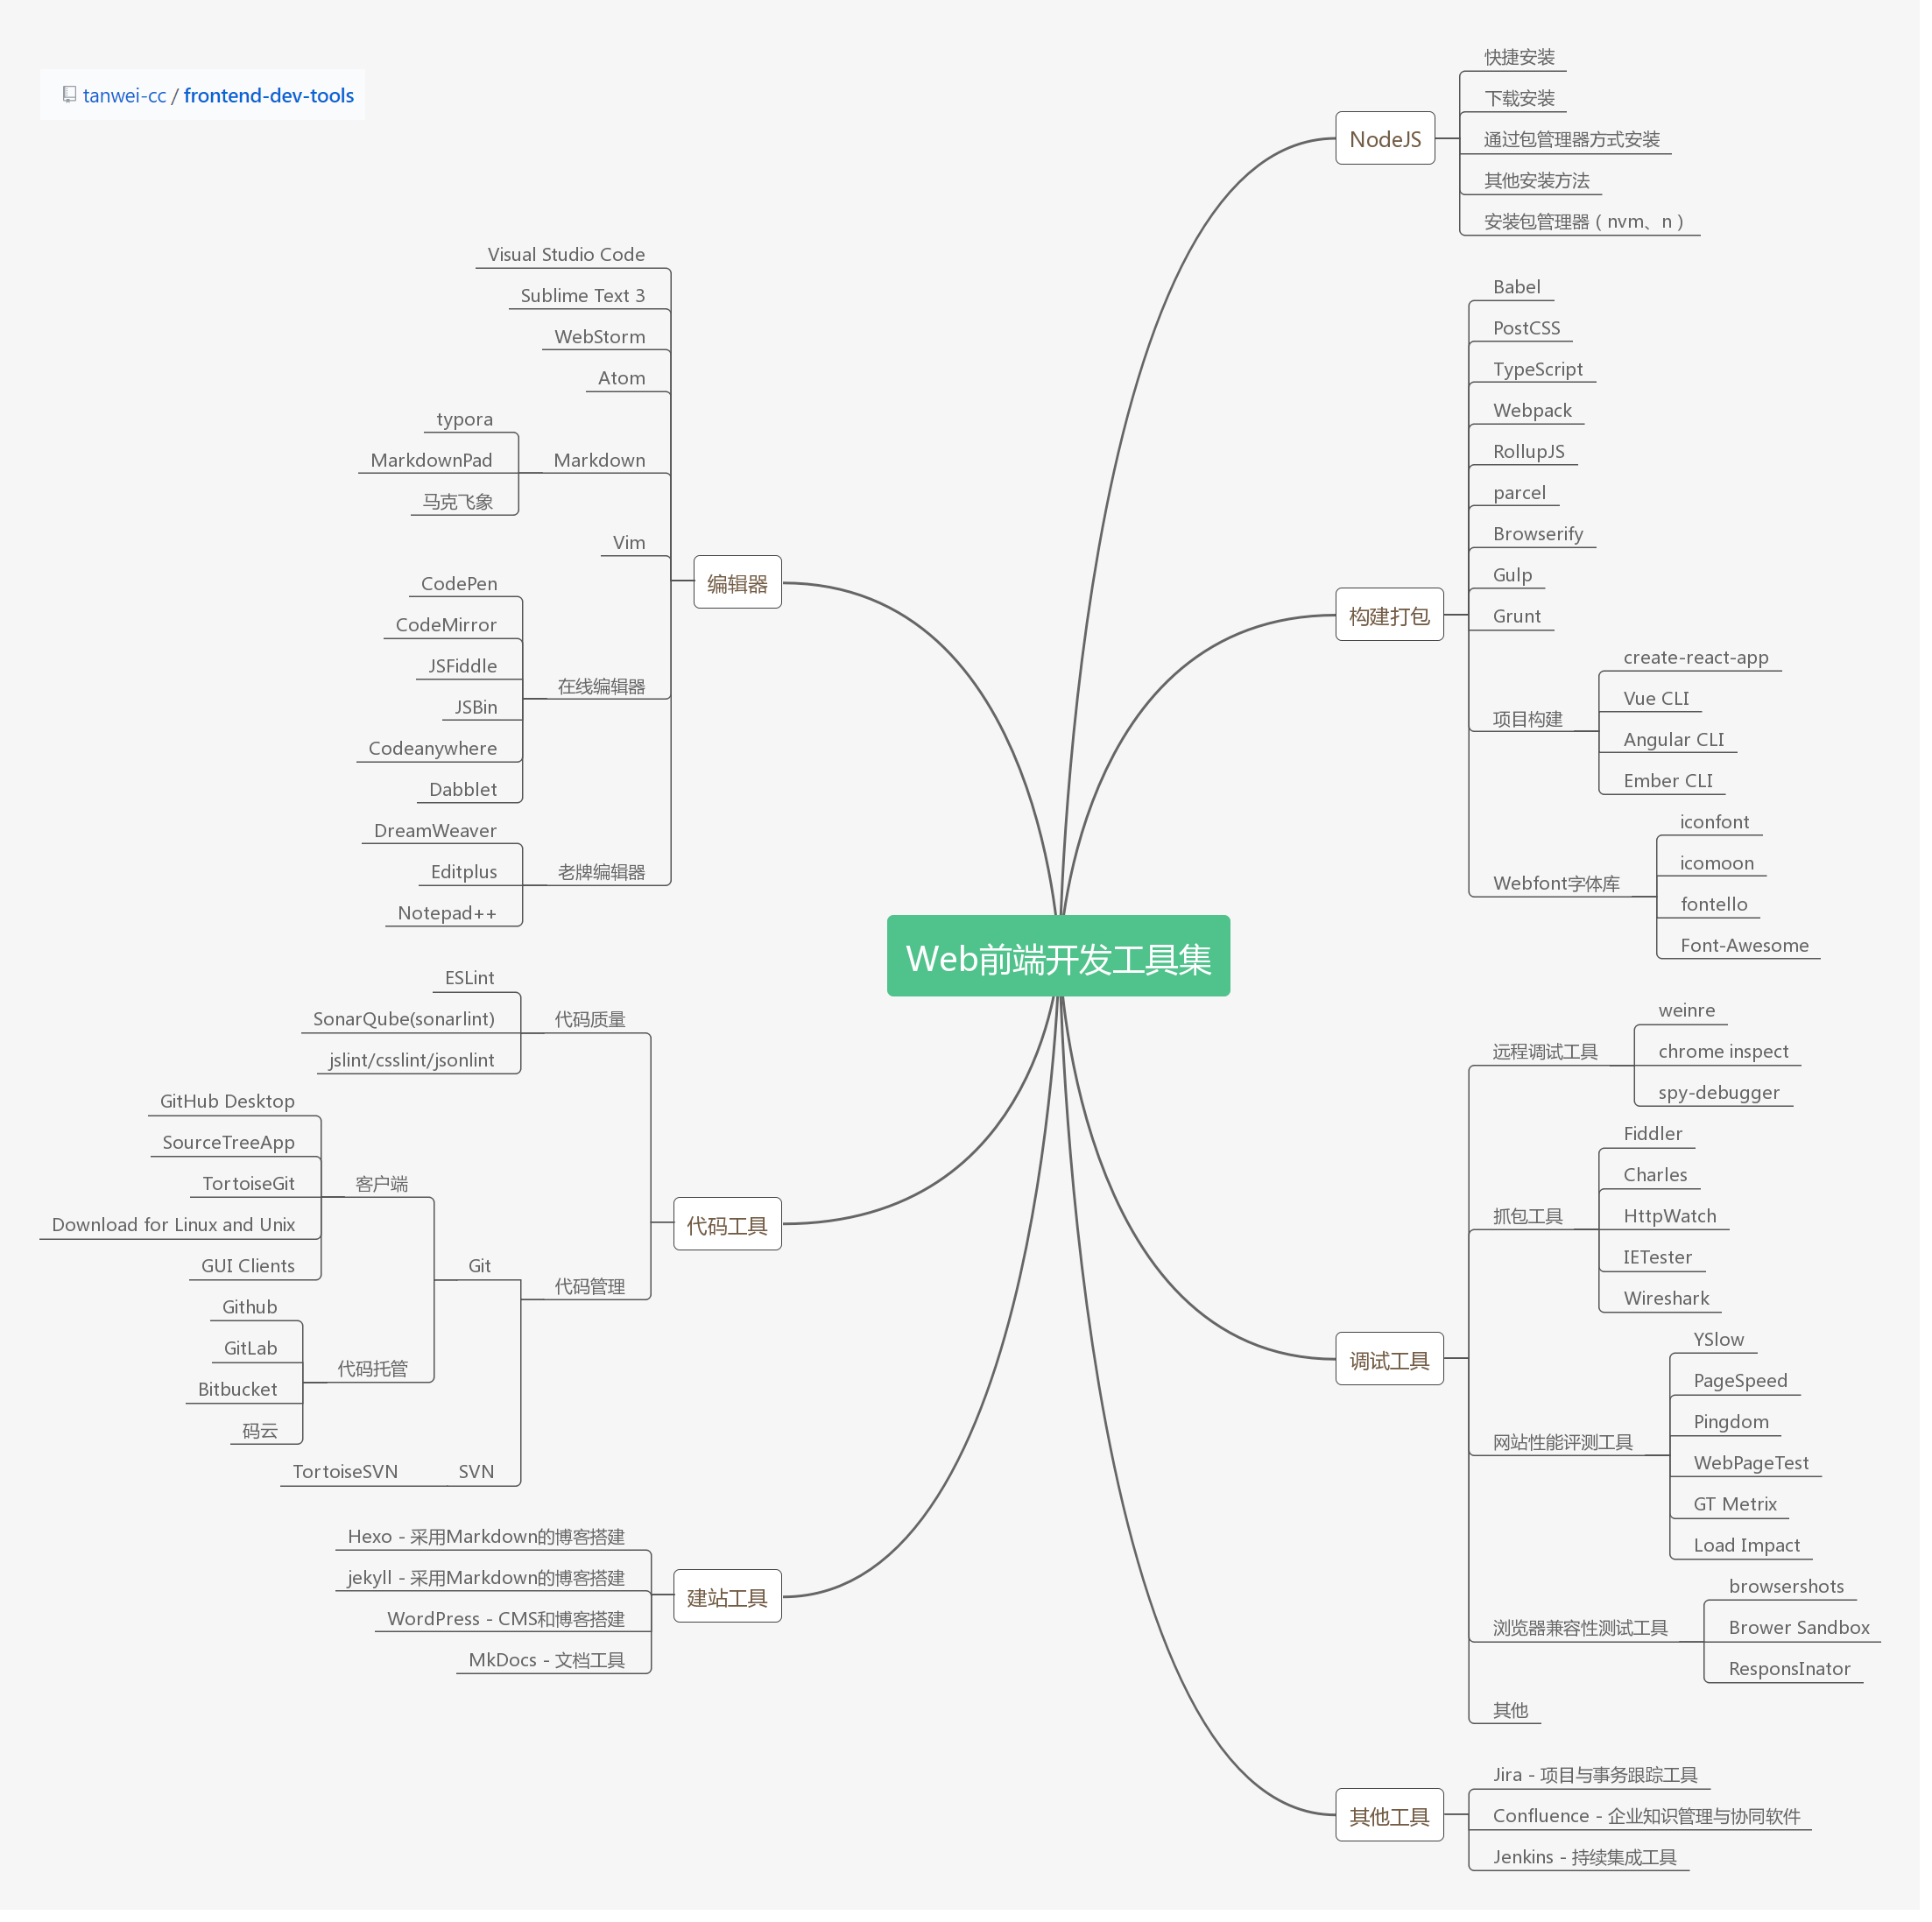 tanwei-cc / frontend-dev-tools
Web前端开发工具集
NodeJS
快捷安装
下载安装
通过包管理器方式安装
其他安装方法
安装包管理器（nvm、n）
构建打包
Babel
PostCSS
TypeScript
Webpack
RollupJS
parcel
Browserify
Gulp
Grunt
项目构建
create-react-app
Vue CLI
Angular CLI
Ember CLI
Webfont字体库
iconfont
icomoon
fontello
Font-Awesome
调试工具
远程调试工具
weinre
chrome inspect
spy-debugger
抓包工具
Fiddler
Charles
HttpWatch
IETester
Wireshark
网站性能评测工具
YSlow
PageSpeed
Pingdom
WebPageTest
GT Metrix
Load Impact
浏览器兼容性测试工具
browsershots
Brower Sandbox
ResponsInator
其他
其他工具
Jira - 项目与事务跟踪工具
Confluence - 企业知识管理与协同软件
Jenkins - 持续集成工具
编辑器
Visual Studio Code
Sublime Text 3
WebStorm
Atom
Markdown
typora
MarkdownPad
马克飞象
Vim
在线编辑器
CodePen
CodeMirror
JSFiddle
JSBin
Codeanywhere
Dabblet
老牌编辑器
DreamWeaver
Editplus
Notepad++
代码工具
代码质量
ESLint
SonarQube(sonarlint)
jslint/csslint/jsonlint
代码管理
Git
客户端
GitHub Desktop
SourceTreeApp
TortoiseGit
Download for Linux and Unix
GUI Clients
代码托管
Github
GitLab
Bitbucket
码云
SVN
TortoiseSVN
建站工具
Hexo - 采用Markdown的博客搭建
jekyll - 采用Markdown的博客搭建
WordPress - CMS和博客搭建
MkDocs - 文档工具